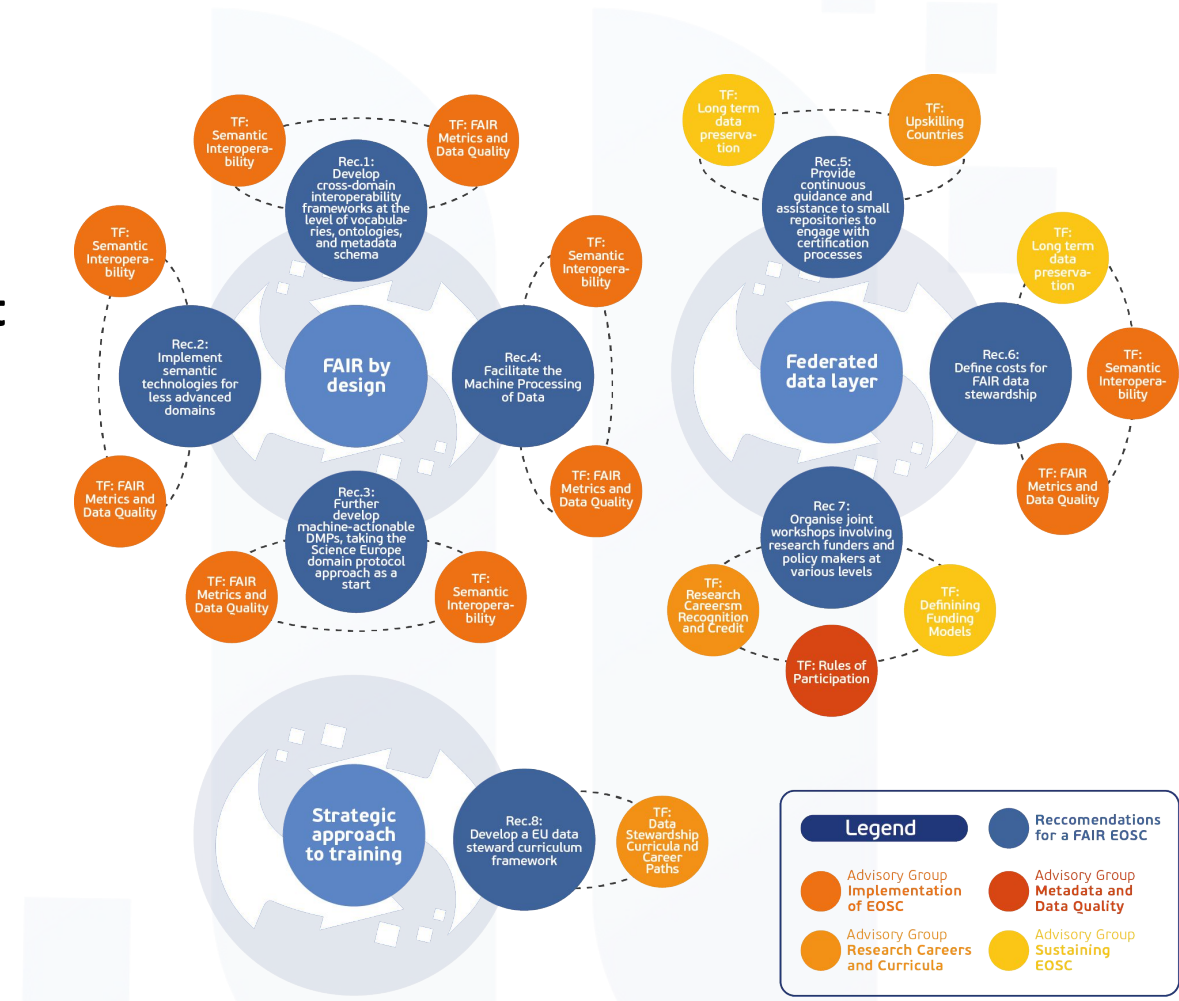 TF:
Semantic
Interopera-
bility
TF: FAIR
Metrics and
Data Quality
Rec.1:
Develop
cross-domain
interoperability
frameworks at the
level of vocabula-
ries, ontologies,
and metadata
schema
TF:
Semantic
Interopera-
bility
TF:
Semantic
Interopera-
bility
Rec.2:
Implement
semantic
technologies for
less advanced
domains
FAIR by
design
Rec.4:
Facilitate the
Machine Processing
of Data
TF: FAIR
Metrics and
Data Quality
TF: FAIR
Metrics and
Data Quality
Rec.3:
Further
develop
machine-actionable
DMPs, taking the
Science Europe
domain protocol
approach as a
start
TF: FAIR
Metrics and
Data Quality
TF:
Semantic
Interopera-
bility
TF:
Long term
data
preserva-
tion
TF:
Upskilling
Countries
Rec.5:
Provide
continuous
guidance and
assistance to small
repositories to
engage with
certification
processes
TF:
Long term
data
preserva-
tion
Federated
data layer
Rec.6:
Define costs for
FAIR data
stewardship
TF:
Semantic
Interopera-
bility
TF: FAIR
Metrics and
Data Quality
Rec 7:
Organise joint
workshops involving
research funders and
policy makers at
various levels
TF:
Research
Careersm
Recognition
and Credit
TF:
Definining
Funding
Models
TF: Rules of
Participation
Strategic
approach
to training
Rec.8:
Develop a EU data
steward curriculum
framework
TF:
Data
Stewardship
Curricula nd
Career
Paths
Legend
Reccomendations
for a FAIR EOSC
Advisory Group
Implementation
of EOSC
Advisory Group
Metadata and
Data Quality
Advisory Group
Research Careers
and Curricula
Advisory Group
Sustaining
EOSC